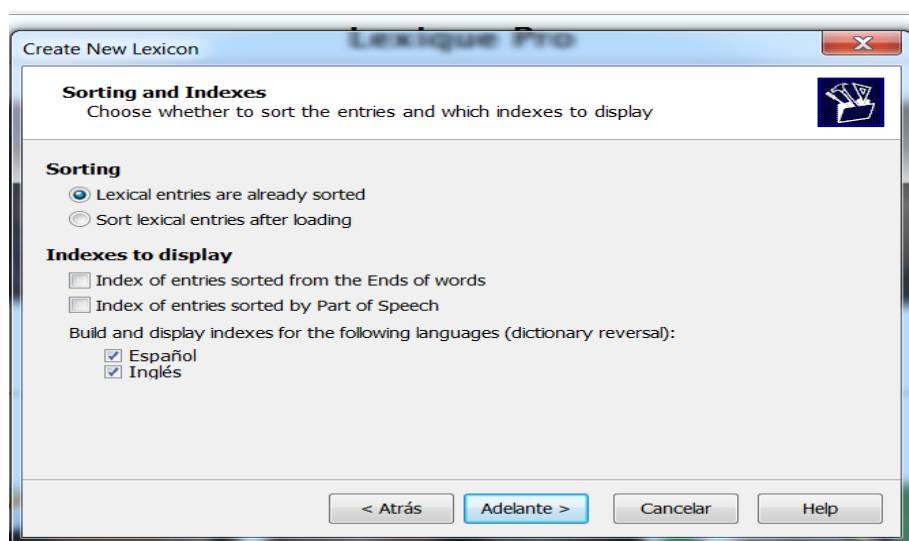 Lexique Pro
Create New Lexicon
Sorting and Indexes
Choose whether to sort the entries and which indexes to display
Sorting
Lexical entries are already sorted
Sort lexical entries after loading
Indexes to display
Index of entries sorted from the Ends of words
Index of entries sorted by Part of Speech
Build and display indexes for the following languages (dictionary reversal):
Español
Inglés
< Atrás Adelante > Cancelar Help